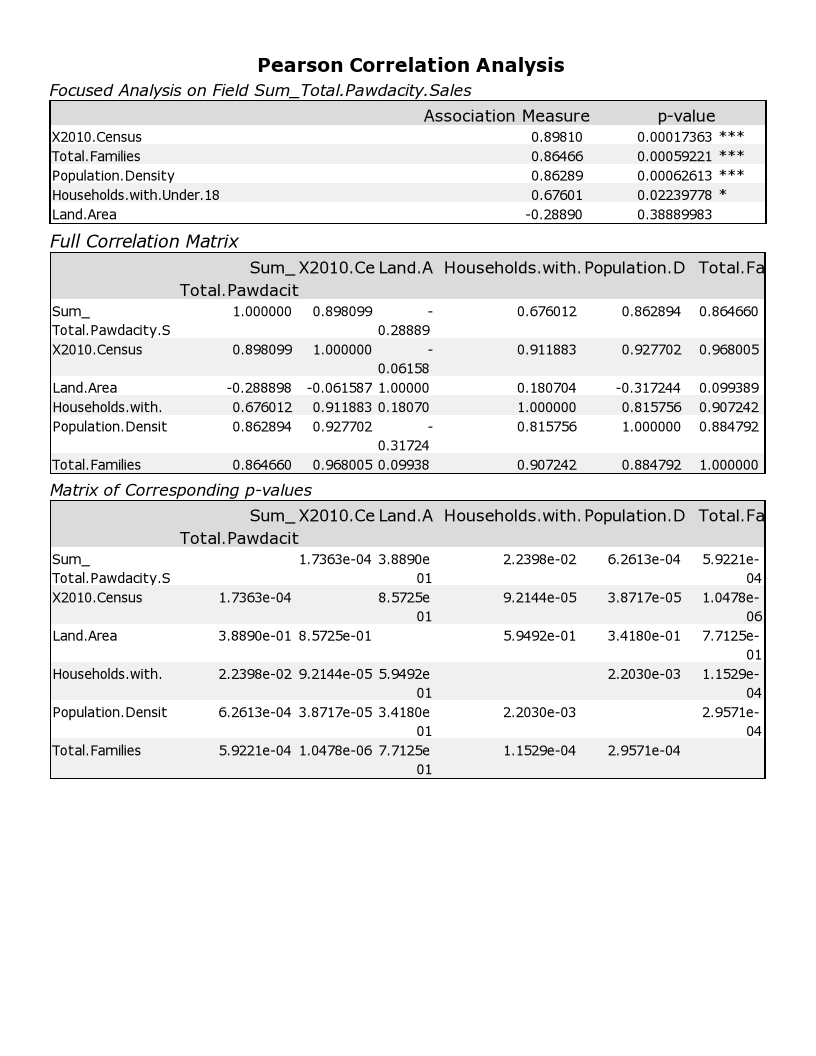 Pearson Correlation Analysis
Focused Analysis on Field Sum_Total.Pawdacity.Sales
Association Measure p-value
X2010.Census 0.89810 0.00017363 ***
Total.Families 0.86466 0.00059221 ***
Population.Density 0.86289 0.00062613 ***
Households.with.Under.18 0.67601 0.02239778 *
Land.Area -0.28890 0.38889983
Full Correlation Matrix
Sum_ X2010.Ce Land.A Households.with. Population.D Total.Fa
Total.Pawdacit
Sum_ 1.000000 0.898099 - 0.676012 0.862894 0.864660
Total.Pawdacity.S 0.28889
X2010.Census 0.898099 1.000000 - 0.911883 0.927702 0.968005
0.06158
Land.Area -0.288898 -0.061587 1.00000 0.180704 -0.317244 0.099389
Households.with. 0.676012 0.911883 0.18070 1.000000 0.815756 0.907242
Population.Densit 0.862894 0.927702 - 0.815756 1.000000 0.884792
0.31724
Total.Families 0.864660 0.968005 0.09938 0.907242 0.884792 1.000000
Matrix of Corresponding p-values
Sum_ X2010.Ce Land.A Households.with. Population.D Total.Fa
Total.Pawdacit
Sum_ 1.7363e-04 3.8890e 2.2398e-02 6.2613e-04 5.9221e-
Total.Pawdacity.S 01 04
X2010.Census 1.7363e-04 8.5725e 9.2144e-05 3.8717e-05 1.0478e-
01 06
Land.Area 3.8890e-01 8.5725e-01 5.9492e-01 3.4180e-01 7.7125e-
01
Households.with. 2.2398e-02 9.2144e-05 5.9492e 2.2030e-03 1.1529e-
01 04
Population.Densit 6.2613e-04 3.8717e-05 3.4180e 2.2030e-03 2.9571e-
01 04
Total.Families 5.9221e-04 1.0478e-06 7.7125e 1.1529e-04 2.9571e-04
01